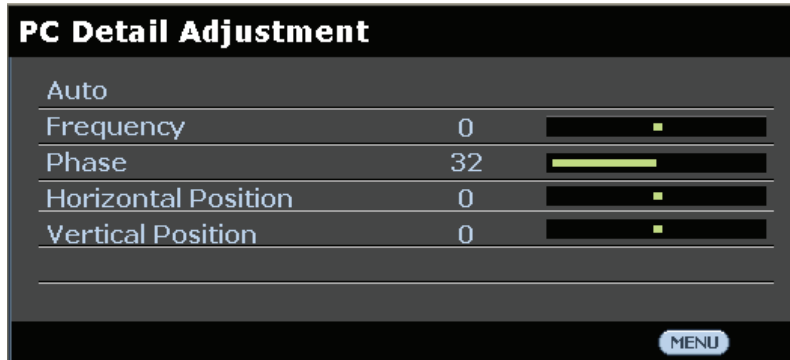 PC Detail Adjustment
Auto
Frequency 0
Phase 32
Horizontal Position 0
Vertical Position 0
MENU